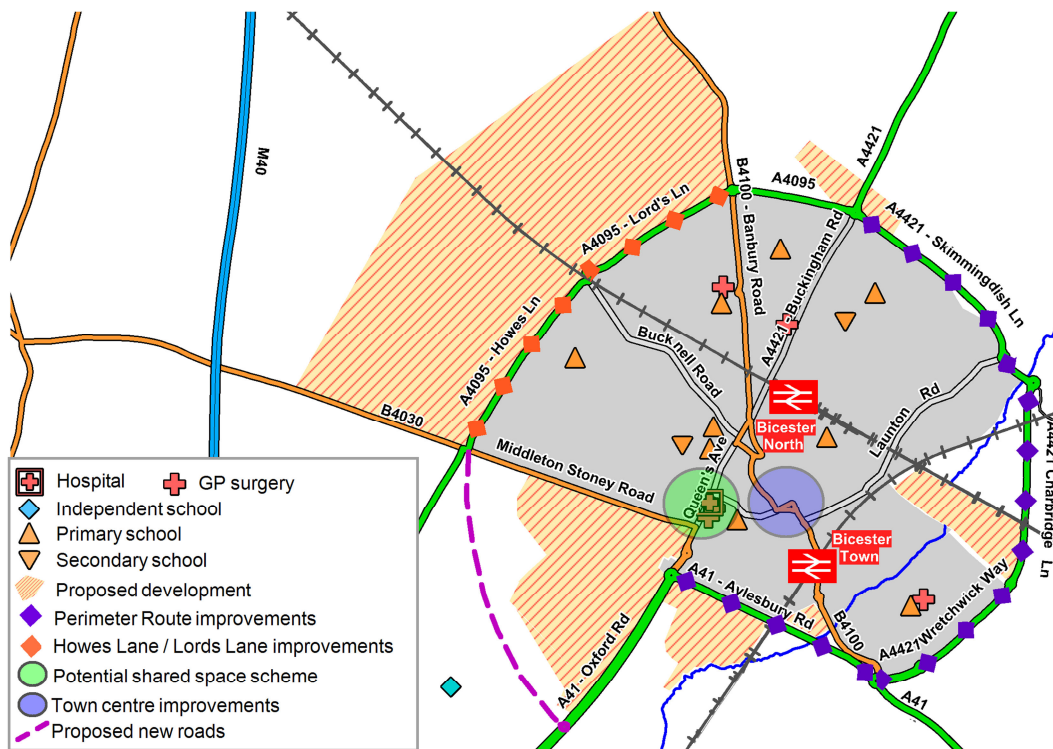 M40
A4421
A4095
B4100 - Banbury Road
A4095 - Lord's Ln
A4421 - Skimmingdish Ln
A4421 - Buckingham Rd
A4095 - Howes Ln
Bucknell Road
B4030
Middleton Stoney Road
Queen's Ave
Bicester
North
Launton Rd
A4421 Charbridge Ln
Bicester
Town
A41 - Aylesbury Rd
B4100
A4421 Wretchwick Way
A41 - Oxford Rd
A41
Hospital GP surgery
Independent school
Primary school
Secondary school
Proposed development
Perimeter Route improvements
Howes Lane / Lords Lane improvements
Potential shared space scheme
Town centre improvements
Proposed new roads